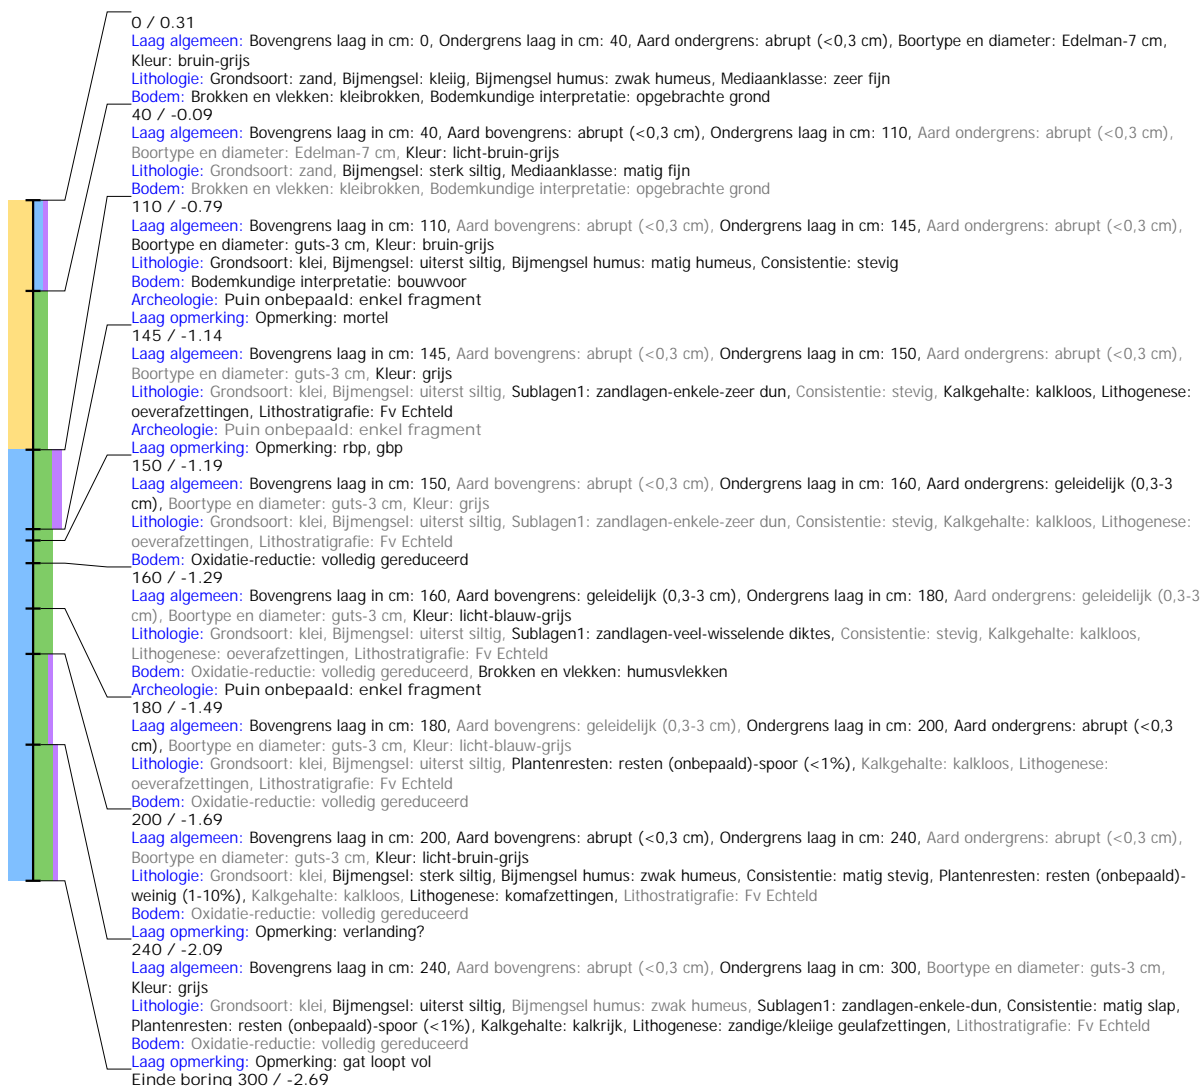 0 / 0.31
Laag algemeen: Bovengrens laag in cm: 0, Ondergrens laag in cm: 40, Aard ondergrens: abrupt (<0,3 cm), Boortype en diameter: Edelman-7 cm,
Kleur: bruin-grijs
Lithologie: Grondsoort: zand, Bijmengsel: kleiig, Bijmengsel humus: zwak humeus, Mediaanklasse: zeer fijn
Bodem: Brokken en vlekken: kleibrokken, Bodemkundige interpretatie: opgebrachte grond
40 / -0.09
Laag algemeen: Bovengrens laag in cm: 40, Aard bovengrens: abrupt (<0,3 cm), Ondergrens laag in cm: 110, Aard ondergrens: abrupt (<0,3 cm),
Boortype en diameter: Edelman-7 cm, Kleur: licht-bruin-grijs
Lithologie: Grondsoort: zand, Bijmengsel: sterk siltig, Mediaanklasse: matig fijn
Bodem: Brokken en vlekken: kleibrokken, Bodemkundige interpretatie: opgebrachte grond
110 / -0.79
Laag algemeen: Bovengrens laag in cm: 110, Aard bovengrens: abrupt (<0,3 cm), Ondergrens laag in cm: 145, Aard ondergrens: abrupt (<0,3 cm),
Boortype en diameter: guts-3 cm, Kleur: bruin-grijs
Lithologie: Grondsoort: klei, Bijmengsel: uiterst siltig, Bijmengsel humus: matig humeus, Consistentie: stevig
Bodem: Bodemkundige interpretatie: bouwvoor
Archeologie: Puin onbepaald: enkel fragment
Laag opmerking: Opmerking: mortel
145 / -1.14
Laag algemeen: Bovengrens laag in cm: 145, Aard bovengrens: abrupt (<0,3 cm), Ondergrens laag in cm: 150, Aard ondergrens: abrupt (<0,3 cm),
Boortype en diameter: guts-3 cm, Kleur: grijs
Lithologie: Grondsoort: klei, Bijmengsel: uiterst siltig, Sublagen1: zandlagen-enkele-zeer dun, Consistentie: stevig, Kalkgehalte: kalkloos, Lithogenese:
oeverafzettingen, Lithostratigrafie: Fv Echteld
Archeologie: Puin onbepaald: enkel fragment
Laag opmerking: Opmerking: rbp, gbp
150 / -1.19
Laag algemeen: Bovengrens laag in cm: 150, Aard bovengrens: abrupt (<0,3 cm), Ondergrens laag in cm: 160, Aard ondergrens: geleidelijk (0,3-3
cm), Boortype en diameter: guts-3 cm, Kleur: grijs
Lithologie: Grondsoort: klei, Bijmengsel: uiterst siltig, Sublagen1: zandlagen-enkele-zeer dun, Consistentie: stevig, Kalkgehalte: kalkloos, Lithogenese:
oeverafzettingen, Lithostratigrafie: Fv Echteld
Bodem: Oxidatie-reductie: volledig gereduceerd
160 / -1.29
Laag algemeen: Bovengrens laag in cm: 160, Aard bovengrens: geleidelijk (0,3-3 cm), Ondergrens laag in cm: 180, Aard ondergrens: geleidelijk (0,3-3
cm), Boortype en diameter: guts-3 cm, Kleur: licht-blauw-grijs
Lithologie: Grondsoort: klei, Bijmengsel: uiterst siltig, Sublagen1: zandlagen-veel-wisselende diktes, Consistentie: stevig, Kalkgehalte: kalkloos,
Lithogenese: oeverafzettingen, Lithostratigrafie: Fv Echteld
Bodem: Oxidatie-reductie: volledig gereduceerd, Brokken en vlekken: humusvlekken
Archeologie: Puin onbepaald: enkel fragment
180 / -1.49
Laag algemeen: Bovengrens laag in cm: 180, Aard bovengrens: geleidelijk (0,3-3 cm), Ondergrens laag in cm: 200, Aard ondergrens: abrupt (<0,3
cm), Boortype en diameter: guts-3 cm, Kleur: licht-blauw-grijs
Lithologie: Grondsoort: klei, Bijmengsel: uiterst siltig, Plantenresten: resten (onbepaald)-spoor (<1%), Kalkgehalte: kalkloos, Lithogenese:
oeverafzettingen, Lithostratigrafie: Fv Echteld
Bodem: Oxidatie-reductie: volledig gereduceerd
200 / -1.69
Laag algemeen: Bovengrens laag in cm: 200, Aard bovengrens: abrupt (<0,3 cm), Ondergrens laag in cm: 240, Aard ondergrens: abrupt (<0,3 cm),
Boortype en diameter: guts-3 cm, Kleur: licht-bruin-grijs
Lithologie: Grondsoort: klei, Bijmengsel: sterk siltig, Bijmengsel humus: zwak humeus, Consistentie: matig stevig, Plantenresten: resten (onbepaald)-
weinig (1-10%), Kalkgehalte: kalkloos, Lithogenese: komafzettingen, Lithostratigrafie: Fv Echteld
Bodem: Oxidatie-reductie: volledig gereduceerd
Laag opmerking: Opmerking: verlanding?
240 / -2.09
Laag algemeen: Bovengrens laag in cm: 240, Aard bovengrens: abrupt (<0,3 cm), Ondergrens laag in cm: 300, Boortype en diameter: guts-3 cm,
Kleur: grijs
Lithologie: Grondsoort: klei, Bijmengsel: uiterst siltig, Bijmengsel humus: zwak humeus, Sublagen1: zandlagen-enkele-dun, Consistentie: matig slap,
Plantenresten: resten (onbepaald)-spoor (<1%), Kalkgehalte: kalkrijk, Lithogenese: zandige/kleiige geulafzettingen, Lithostratigrafie: Fv Echteld
Bodem: Oxidatie-reductie: volledig gereduceerd
Laag opmerking: Opmerking: gat loopt vol
Einde boring 300 / -2.69